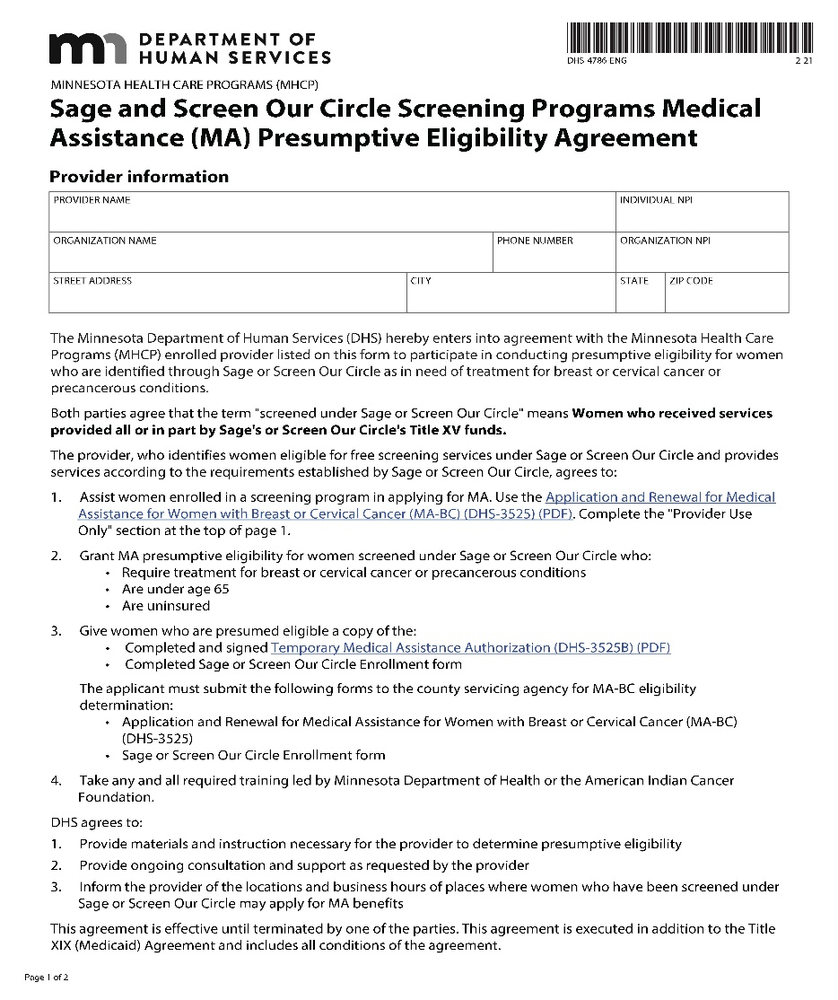 DEPARTMENT OF
HUMAN SERVICES
DHS-4786-ENG 2-21
MINNESOTA HEALTH CARE PROGRAMS (MHCP)
Sage and Screen Our Circle Screening Programs Medical
Assistance (MA) Presumptive Eligibility Agreement
Provider information
PROVIDER NAME INDIVIDUAL NPI
ORGANIZATION NAME PHONE NUMBER ORGANIZATION NPI
STREET ADDRESS CITY STATE ZIP CODE
The Minnesota Department of Human Services (DHS) hereby enters into agreement with the Minnesota Health Care
Programs (MHCP) enrolled provider listed on this form to participate in conducting presumptive eligibility for women
who are identified through Sage or Screen Our Circle as in need of treatment for breast or cervical cancer or
precancerous conditions.
Both parties agree that the term "screened under Sage or Screen Our Circle" means Women who received services
provided all or in part by Sage's or Screen Our Circle's Title XV funds.
The provider, who identifies women eligible for free screening services under Sage or Screen Our Circle and provides
services according to the requirements established by Sage or Screen Our Circle, agrees to:
1. Assist women enrolled in a screening program in applying for MA. Use the Application and Renewal for Medical
Assistance for Women with Breast or Cervical Cancer (MA-BC) (DHS-3525) (PDF). Complete the "Provider Use
Only" section at the top of page 1.
2. Grant MA presumptive eligibility for women screened under Sage or Screen Our Circle who:
• Require treatment for breast or cervical cancer or precancerous conditions
• Are under age 65
• Are uninsured
3. Give women who are presumed eligible a copy of the:
• Completed and signed Temporary Medical Assistance Authorization (DHS-3525B) (PDF)
• Completed Sage or Screen Our Circle Enrollment form
The applicant must submit the following forms to the county servicing agency for MA-BC eligibility
determination:
• Application and Renewal for Medical Assistance for Women with Breast or Cervical Cancer (MA-BC)
(DHS-3525)
• Sage or Screen Our Circle Enrollment form
4. Take any and all required training led by Minnesota Department of Health or the American Indian Cancer
Foundation.
DHS agrees to:
1. Provide materials and instruction necessary for the provider to determine presumptive eligibility
2. Provide ongoing consultation and support as requested by the provider
3. Inform the provider of the locations and business hours of places where women who have been screened under
Sage or Screen Our Circle may apply for MA benefits
This agreement is effective until terminated by one of the parties. This agreement is executed in addition to the Title
XIX (Medicaid) Agreement and includes all conditions of the agreement.
Page 1 of 2